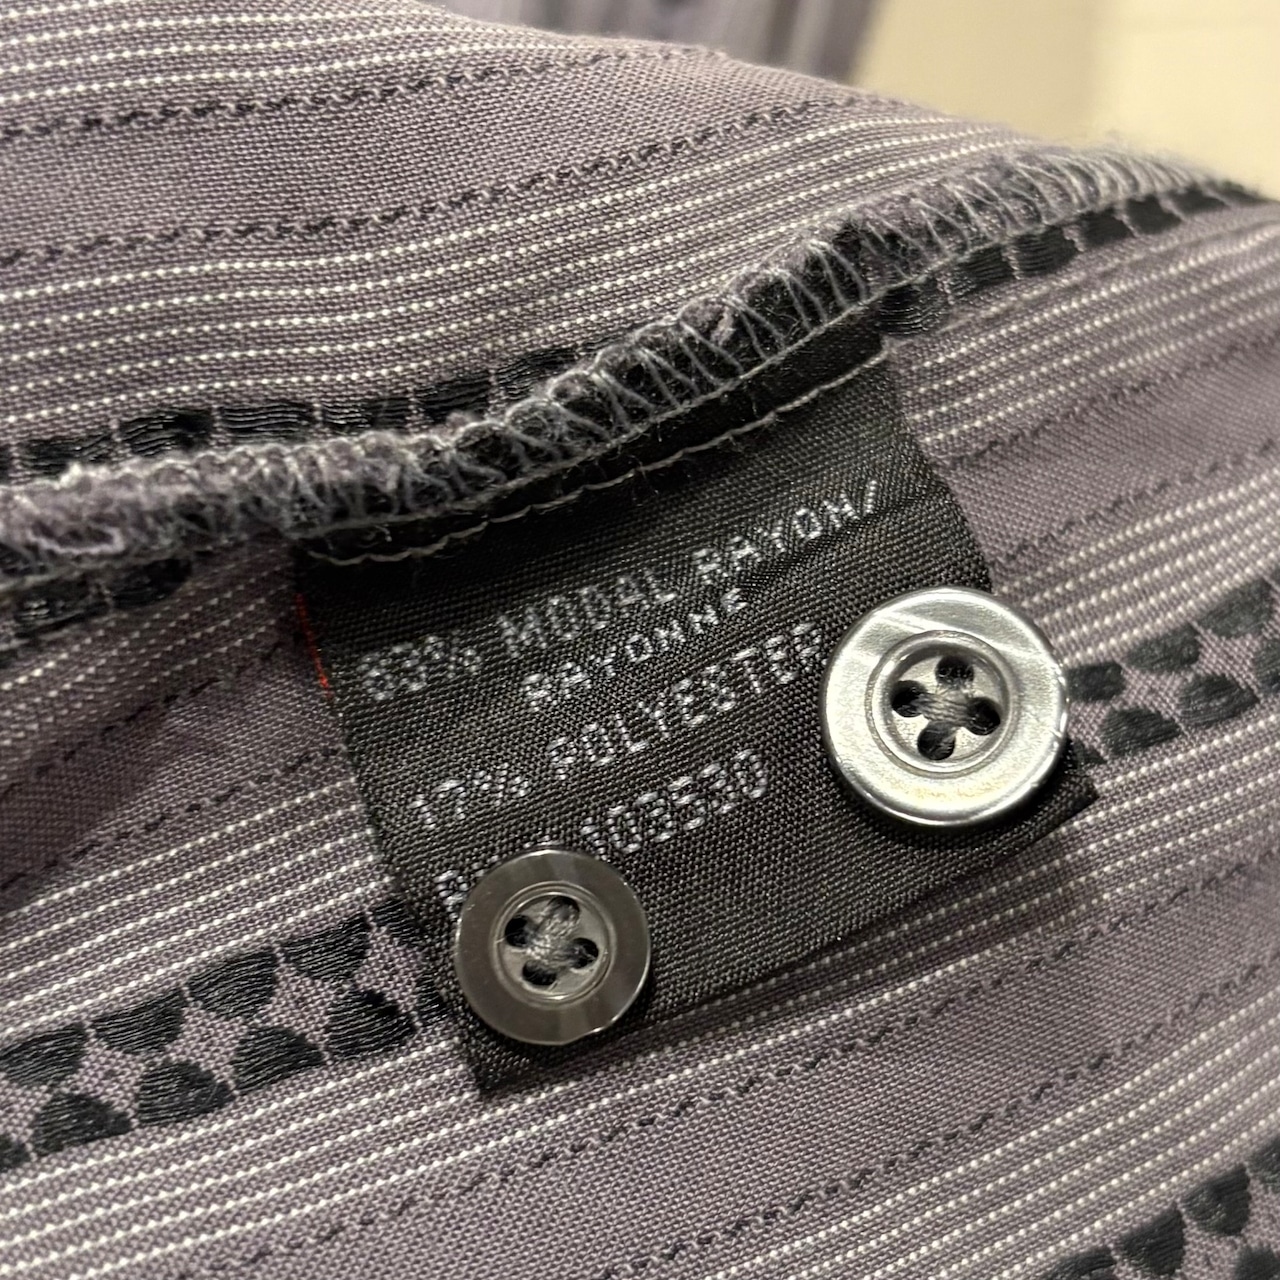 83% MODAL RAYON/
RAYONNE
17% POLYESTER
103530